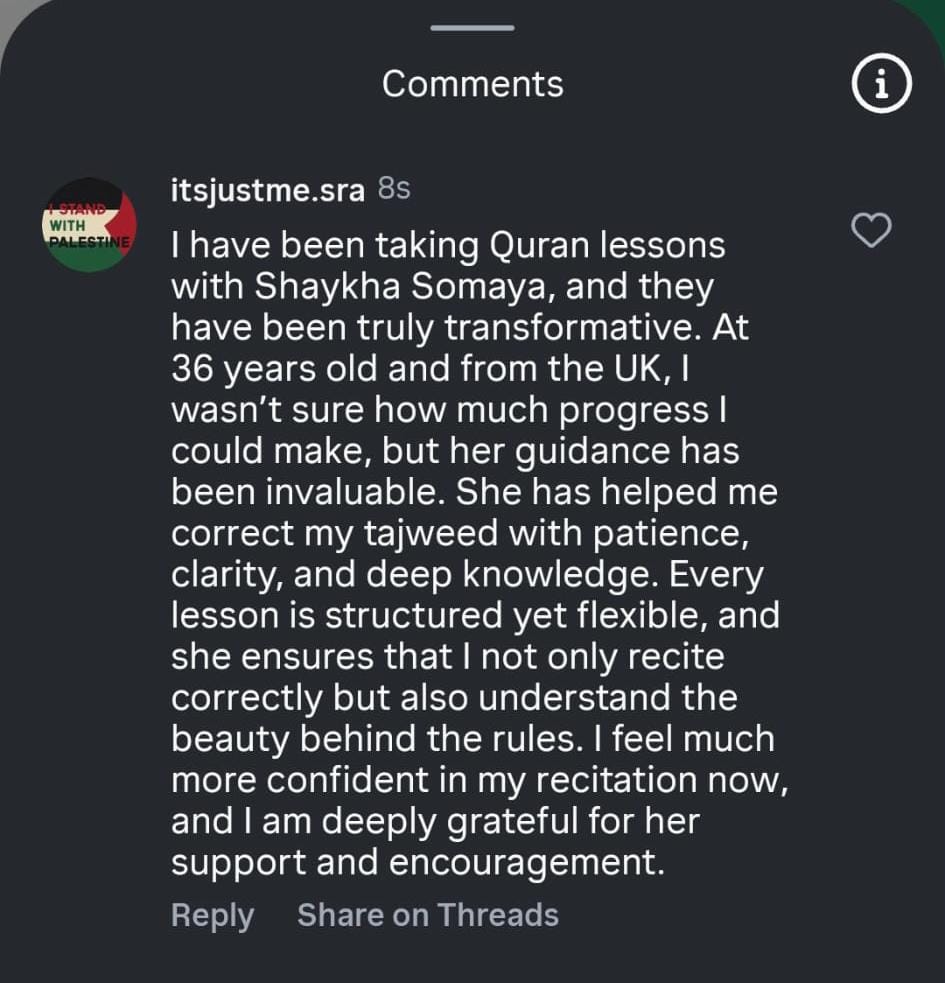 Comments
itsjustme.sra 8s
I STAND
WITH
PALESTINE
I have been taking Quran lessons
with Shaykha Somaya, and they
have been truly transformative. At
36 years old and from the UK, I
wasn't sure how much progress I
could make, but her guidance has
been invaluable. She has helped me
correct my tajweed with patience,
clarity, and deep knowledge. Every
lesson is structured yet flexible, and
she ensures that I not only recite
correctly but also understand the
beauty behind the rules. I feel much
more confident in my recitation now,
and I am deeply grateful for her
support and encouragement.
Reply Share on Threads